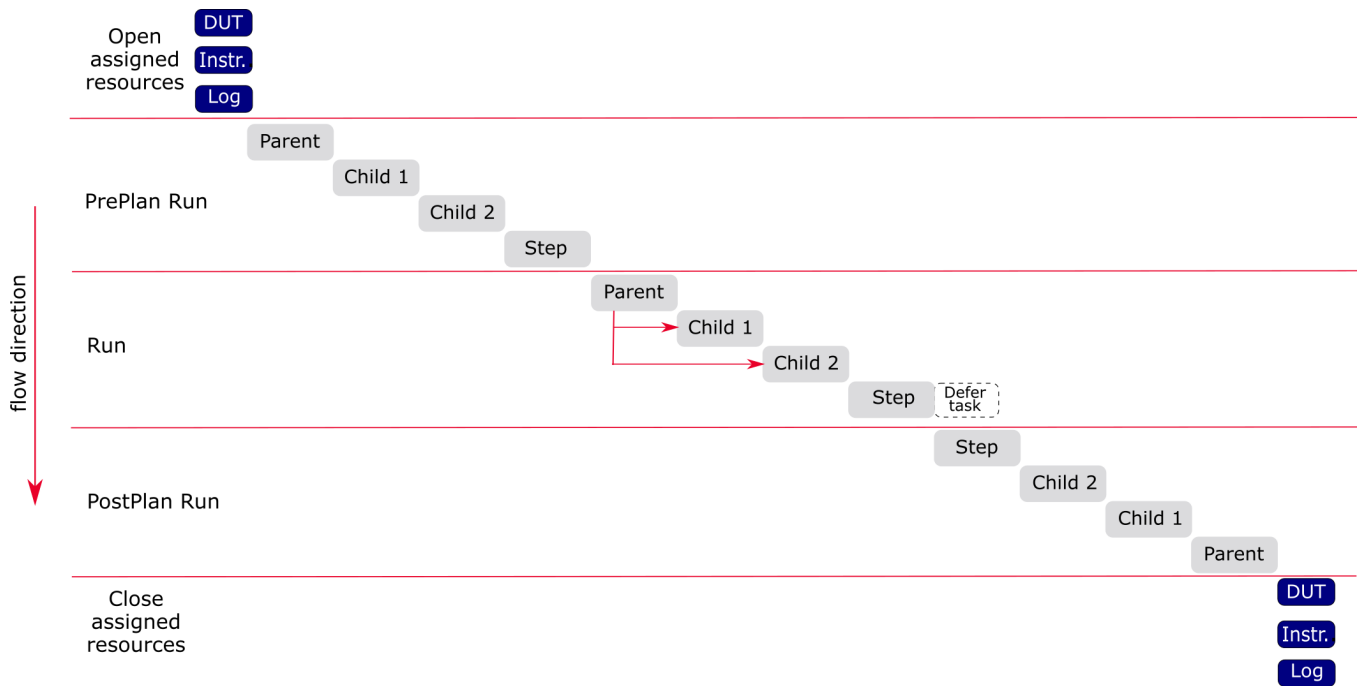 Open
assigned
resources
DUT
Instr.
Log
PrePlan Run
Parent
Child 1
Child 2
Step
flow direction
Run
Parent
Child 1
Child 2
Step
Defer
task
PostPlan Run
Step
Child 2
Child 1
Parent
Close
assigned
resources
DUT
Instr.
Log